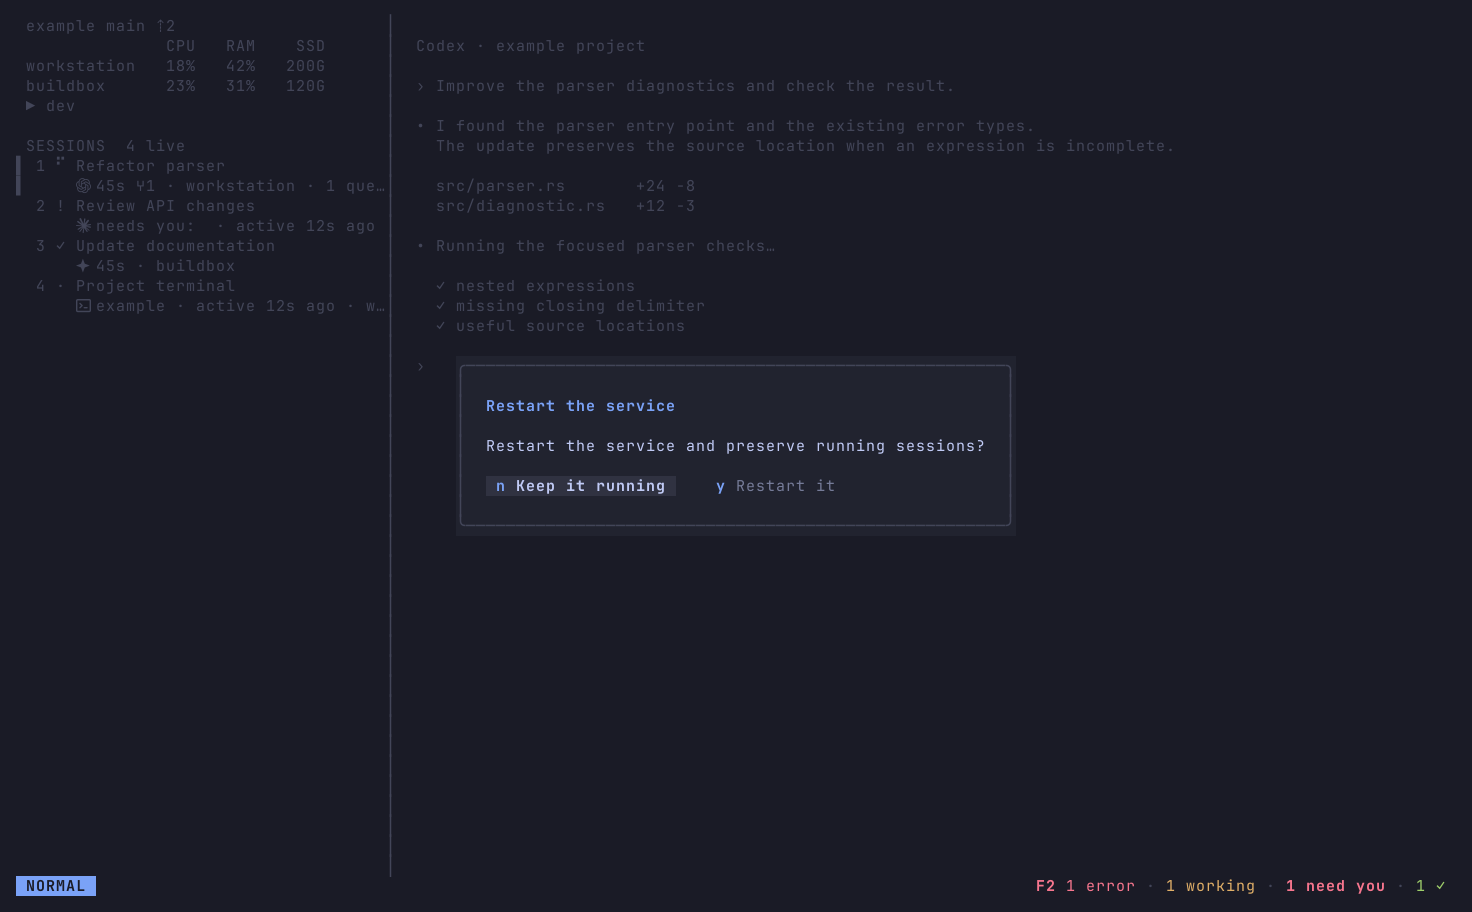 example main ↑2
CPU RAM SSD
workstation 18% 42% 200G
buildbox 23% 31% 120G
▶ dev
SESSIONS 4 live
1 Refactor parser
45s 1 · workstation · 1 que…
2 ! Review API changes
needs you: · active 12s ago
3 ✓ Update documentation
45s · buildbox
4 · Project terminal
example · active 12s ago · w…
Codex · example project
› Improve the parser diagnostics and check the result.
• I found the parser entry point and the existing error types.
The update preserves the source location when an expression is incomplete.
src/parser.rs +24 -8
src/diagnostic.rs +12 -3
• Running the focused parser checks…
✓ nested expressions
✓ missing closing delimiter
✓ useful source locations
›
Restart the service
Restart the service and preserve running sessions?
n Keep it running y Restart it
NORMAL
F2 1 error · 1 working · 1 need you · 1 ✓